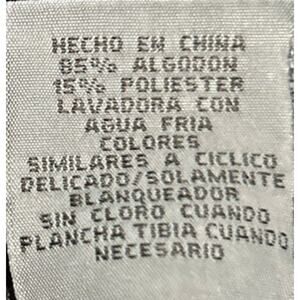 HECHO EN CHINA
85% ALGODON
15% POLIESTER
LAVADORA CON
AGUA FRIA
COLORES
SIMILARES A CICLICO
DELICADO/SOLAMENTE
BLANQUEADOR
SIN CLORO CUANDO
PLANCHA TIBIA CUANDO
NECESARIO